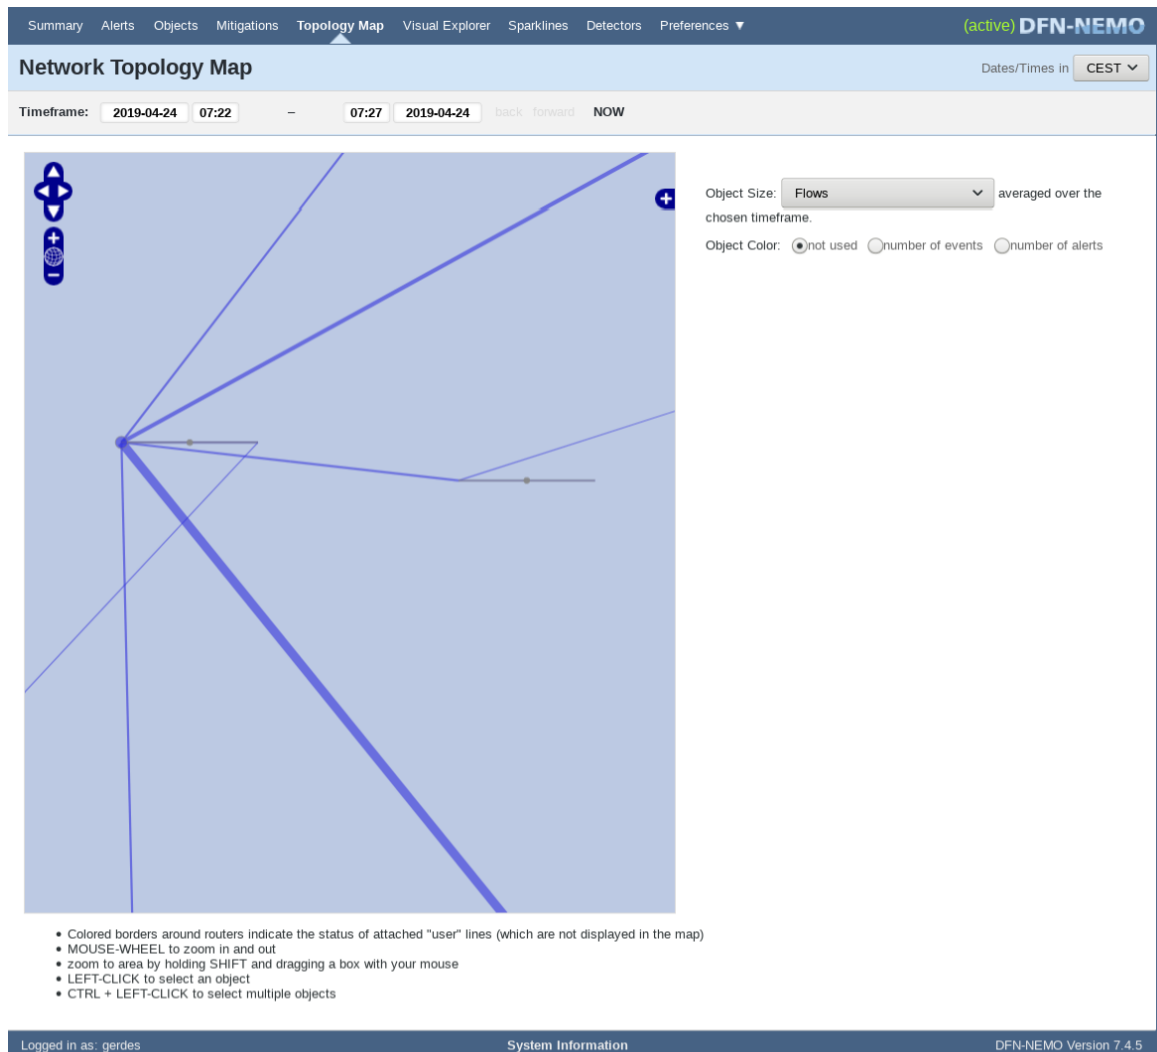 Summary Alerts Objects Mitigations Topology Map Visual Explorer Sparklines Detectors Preferences ▼ (active) DFN-NEMO
Network Topology Map Dates/Times in CEST
Timeframe: 2019-04-24 07:22 – 07:27 2019-04-24 back forward NOW
Object Size: Flows averaged over the
chosen timeframe.
Object Color: not used number of events number of alerts
• Colored borders around routers indicate the status of attached "user" lines (which are not displayed in the map)
• MOUSE-WHEEL to zoom in and out
• zoom to area by holding SHIFT and dragging a box with your mouse
• LEFT-CLICK to select an object
• CTRL + LEFT-CLICK to select multiple objects
Logged in as: gerdes System Information DFN-NEMO Version 7.4.5